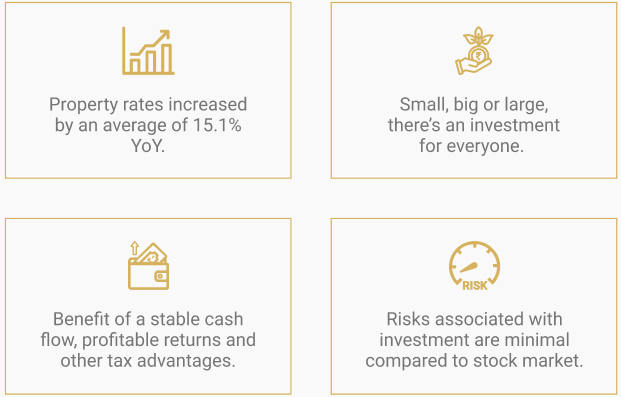 Property rates increased
by an average of 15.1%
YoY.
Small, big or large,
there's an investment
for everyone.
Benefit of a stable cash
flow, profitable returns and
other tax advantages.
RISK
Risks associated with
investment are minimal
compared to stock market.